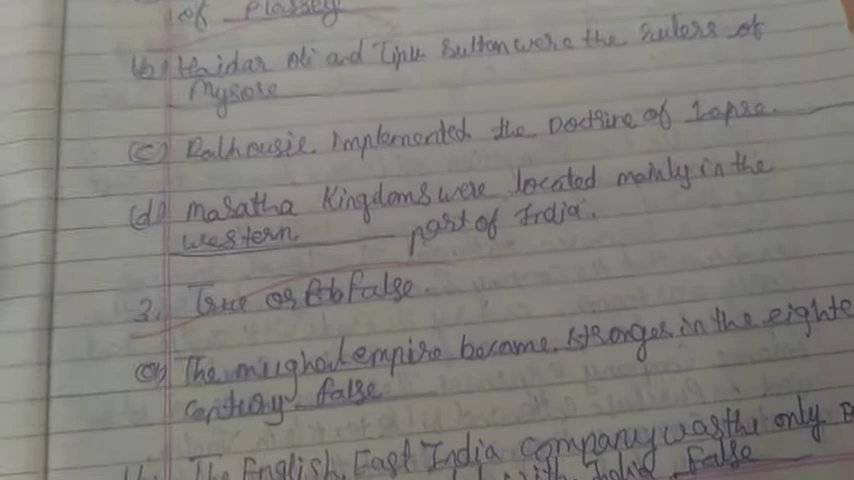 of Plassey
(b) Haidar Ali and Tipu Sultan were the rulers of
Mysore
(c) Dalhousie implemented the Doctrine of Lapse.
(d) Maratha Kingdoms were located mainly in the
western part of India.
3. True or False.
(a) The mughal empire became stronger in the eighte
century. false
The English East India company was the only
with India false